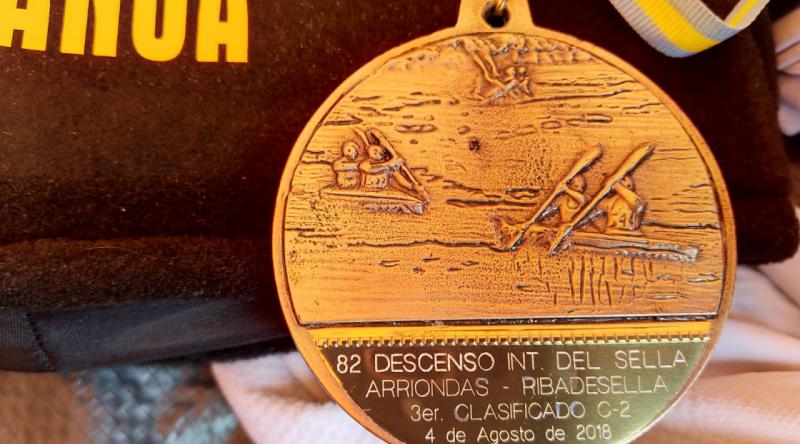 ANOA
82 DESCENSO INT. DEL SELLA
ARRIONDAS - RIBADESELLA
3er. CLASIFICADO C-2
4 de Agosto de 2018